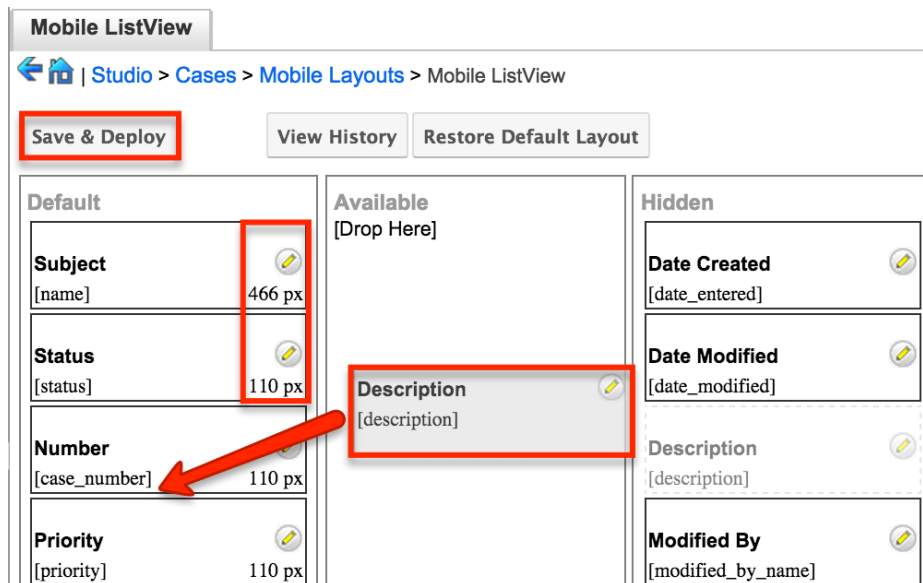 Mobile ListView
| Studio > Cases > Mobile Layouts > Mobile ListView
Save & Deploy
View History
Restore Default Layout
Default
Subject
[name]
466 px
Status
[status]
110 px
Number
[case_number]
110 px
Priority
[priority]
110 px
Available
[Drop Here]
Description
[description]
Hidden
Date Created
[date_entered]
Date Modified
[date_modified]
Description
[description]
Modified By
[modified_by_name]